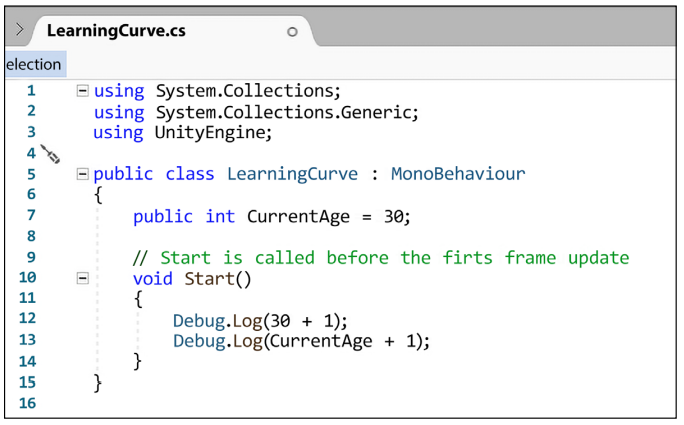 LearningCurve.cs
election
1 using System.Collections;
2 using System.Collections.Generic;
3 using UnityEngine;
4
5 public class LearningCurve : MonoBehaviour
6 {
7 public int CurrentAge = 30;
8
9 // Start is called before the firts frame update
10 void Start()
11 {
12 Debug.Log(30 + 1);
13 Debug.Log(CurrentAge + 1);
14 }
15 }
16